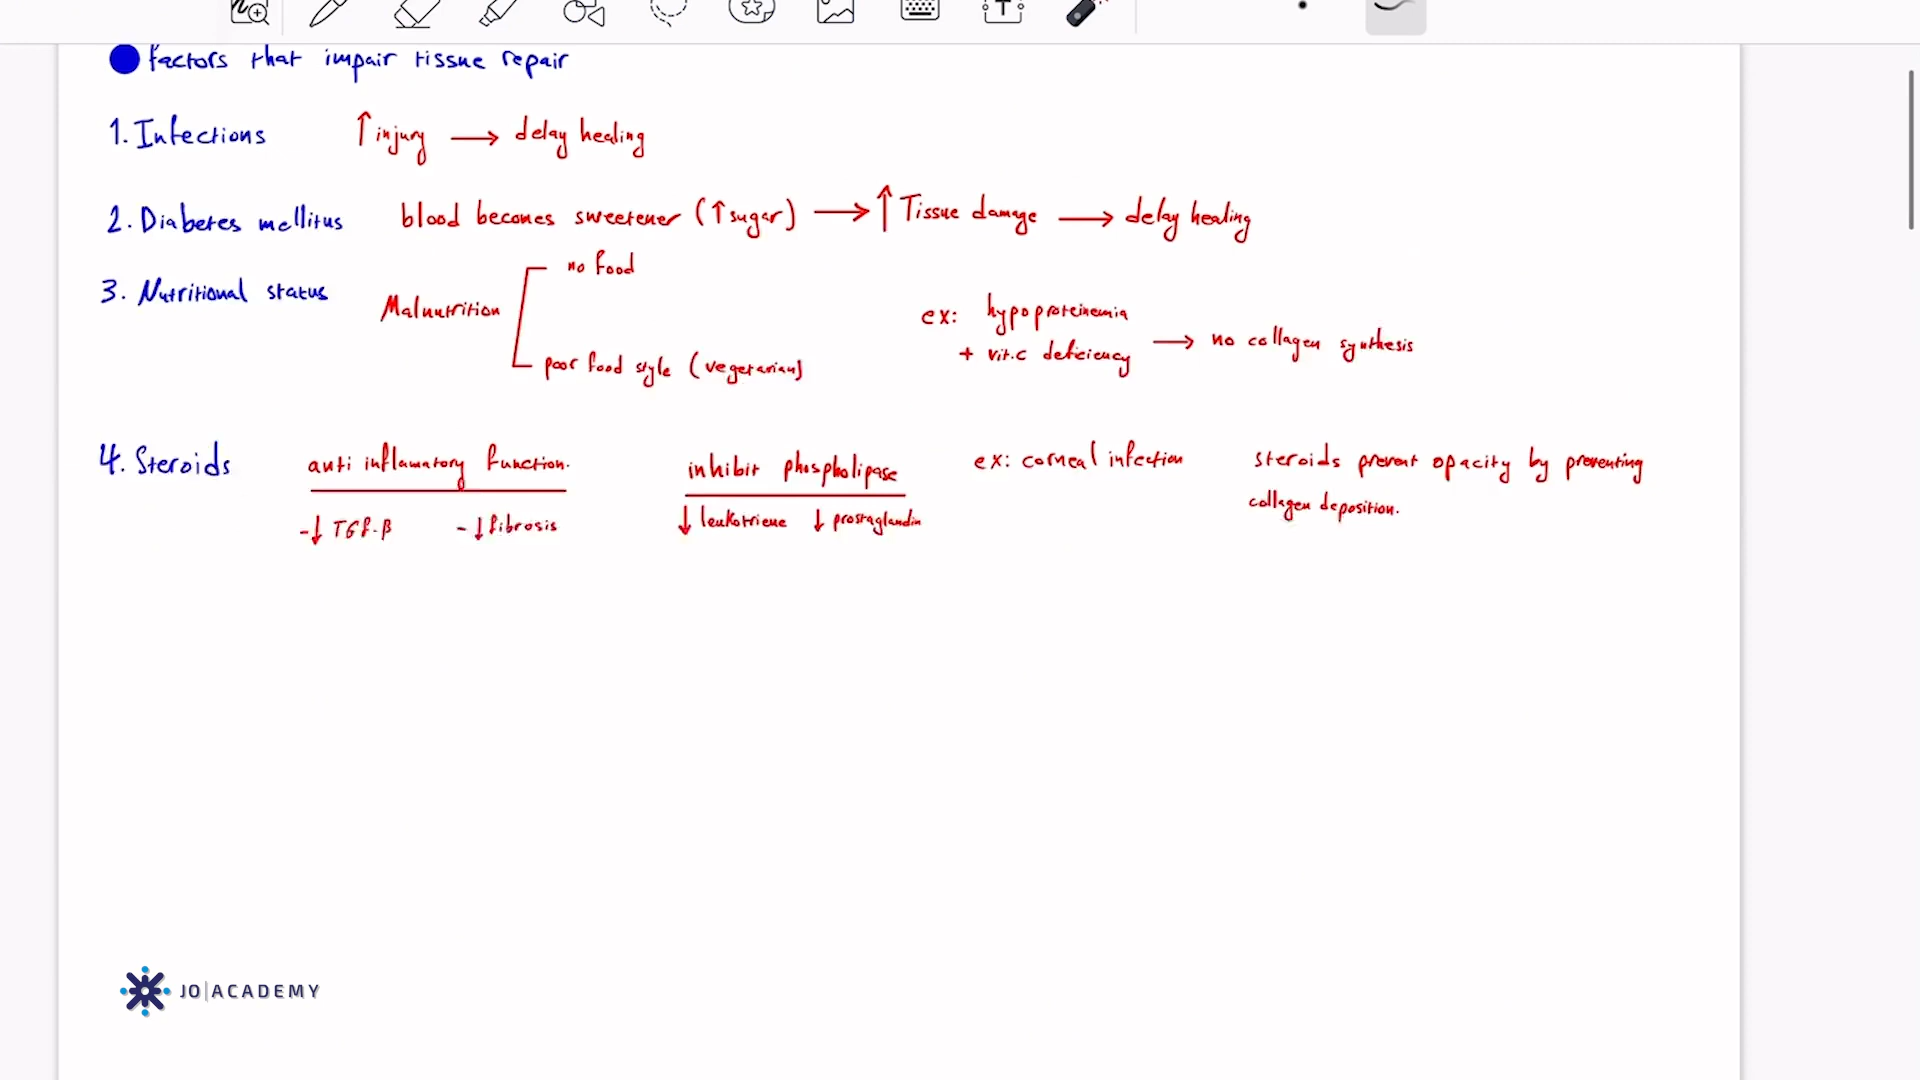 factors that impair tissue repair
1. Infections ↑ injury → delay healing
2. Diabetes mellitus blood becomes sweetener (↑ sugar) → ↑ Tissue damage → delay healing
3. Nutritional status Malnutrition no food
poor food style (vegetarian)
ex: hypoproteinemia
+ vit.c deficiency → no collagen synthesis
4. Steroids anti inflamatory function.
-↓ TGF-β -↓ fibrosis
inhibit phospholipase
↓ leukotriene ↓ prostaglandin
ex: corneal infection
steroids prevent opacity by preventing
collagen deposition.
JO|ACADEMY